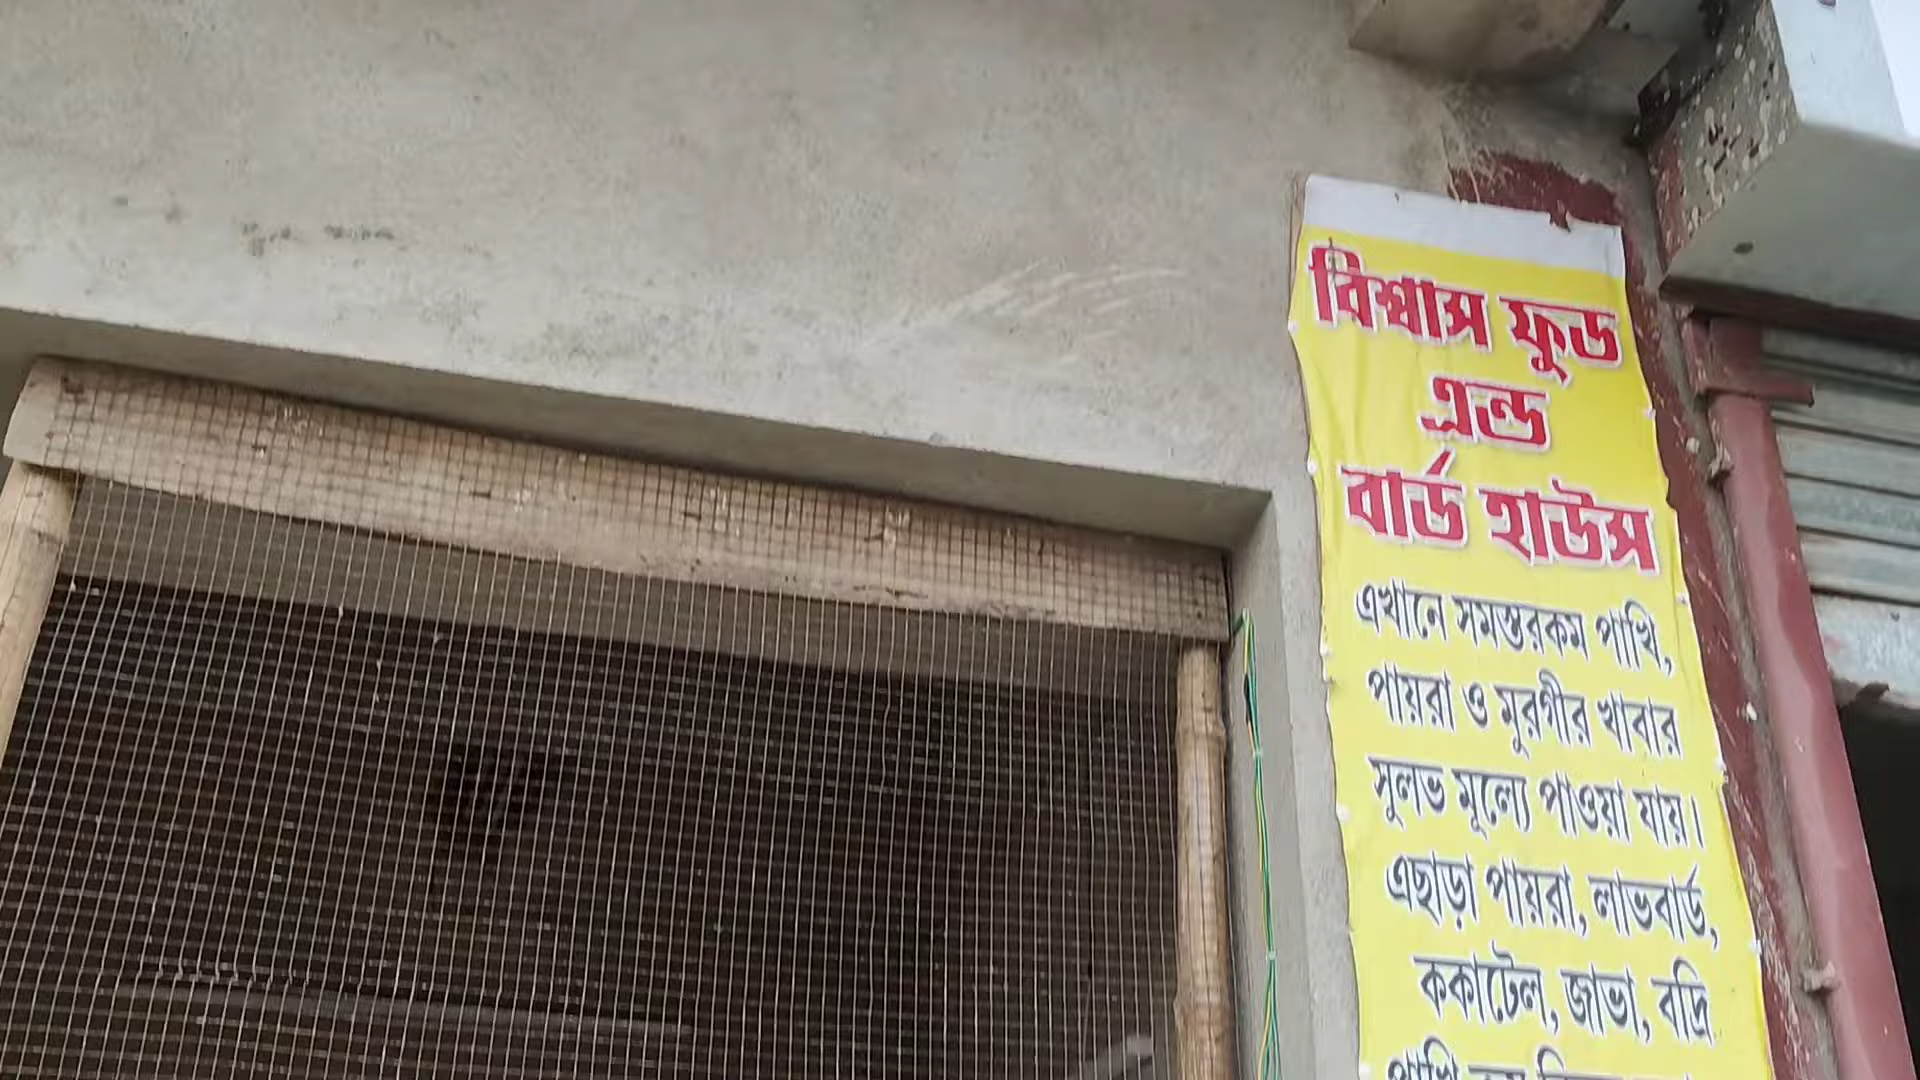 বিশ্বাস ফুড
এন্ড
বার্ড হাউস
এখানে সমস্তরকম পাখি,
পায়রা ও মুরগীর খাবার
সুলভ মূল্যে পাওয়া যায়।
এছাড়া পায়রা, লাভবার্ড,
ককাটেল, জাভা, বদ্রি
পাখি